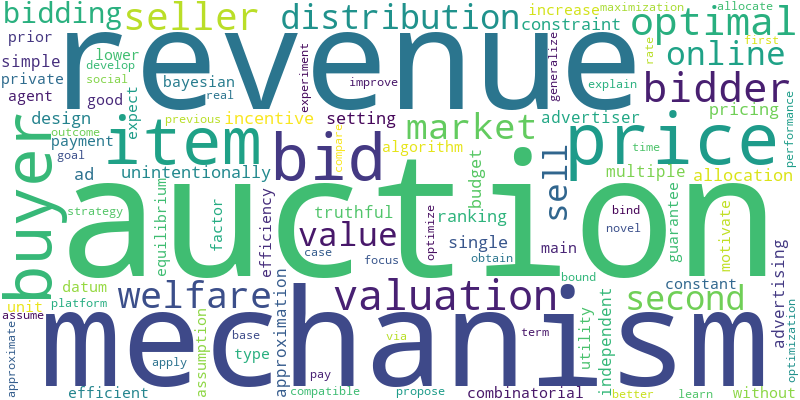 bidding
seller
distribution
increase
maximization
allocate
constraint
optimal
prior
lower
simple
develop
private
social
agent
good
revenue
bayesian
real
experiment
improve
generalize
rate
first
online
explain
bidder
performance
design
expect
previous
incentive
setting
advertiser
pricing
outcome
payment
goal
item
bid
compare
algorithm
market
price
time
buyer
ad
unintentionally
budget
sell
multiple
allocation
strategy
equilibrium
factor
efficiency
truthful
value
case
focus
auction
optimize
ranking
single
obtain
main
bind
novel
guarantee
motivate
advertising
datum
platform
unit
assume
welfare
valuation
bound
constant
second
approximate
mechanism
assumption
base
type
apply
approximation
via
term
utility
independent
optimization
efficient
pay
compatible
propose
combinatorial
better
learn
without